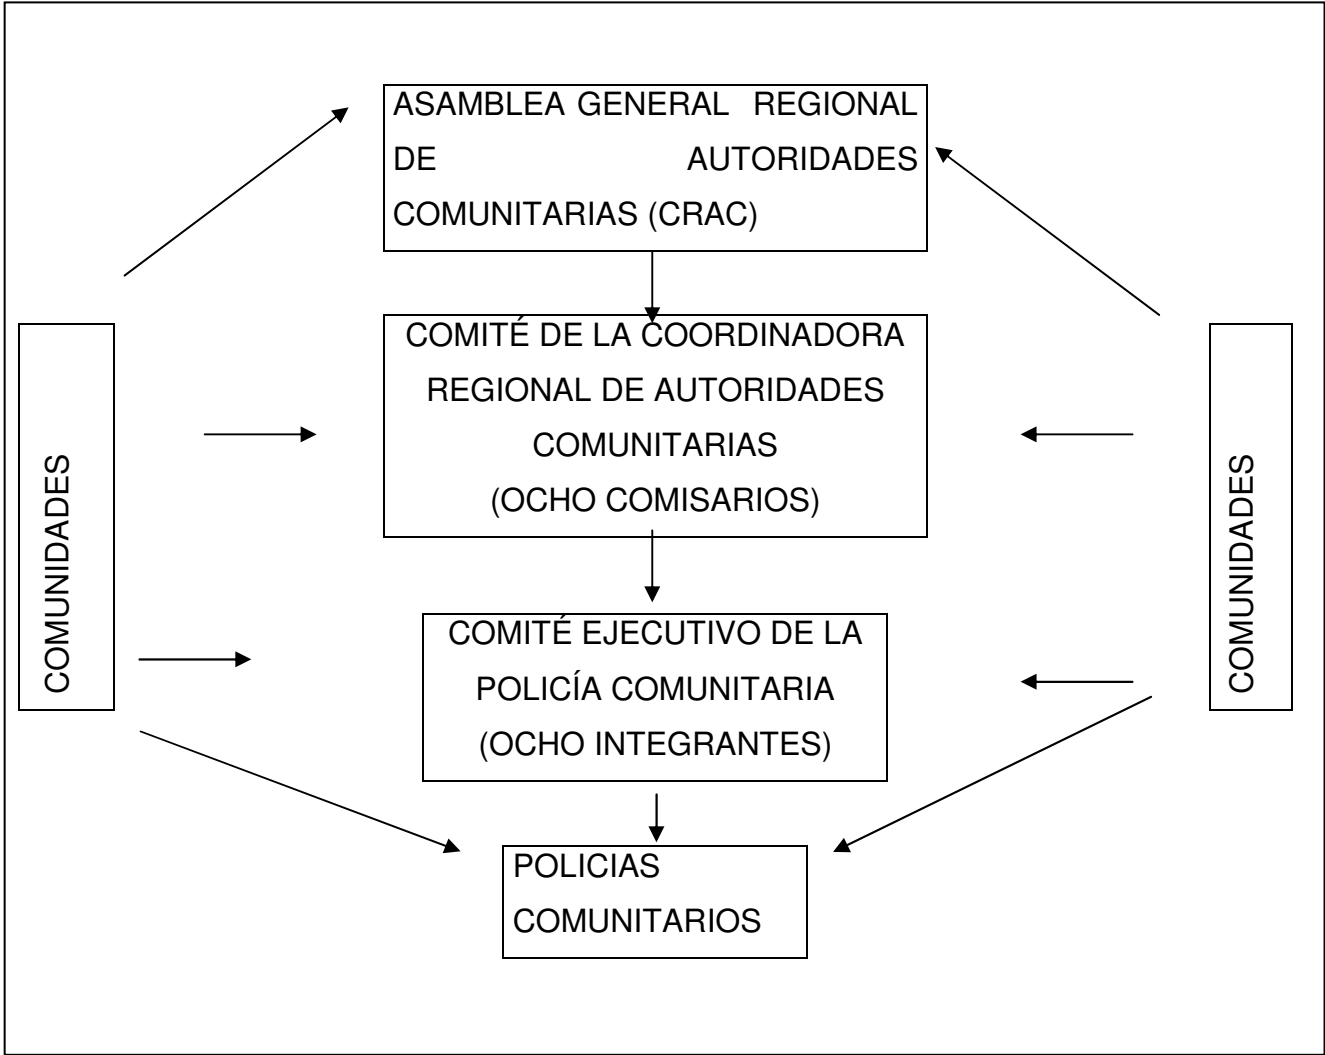 ASAMBLEA GENERAL REGIONAL
DE AUTORIDADES
COMUNITARIAS (CRAC)
COMITÉ DE LA COORDINADORA
REGIONAL DE AUTORIDADES
COMUNITARIAS
(OCHO COMISARIOS)
COMUNIDADES
COMUNIDADES
COMITÉ EJECUTIVO DE LA
POLICÍA COMUNITARIA
(OCHO INTEGRANTES)
POLICIAS
COMUNITARIOS